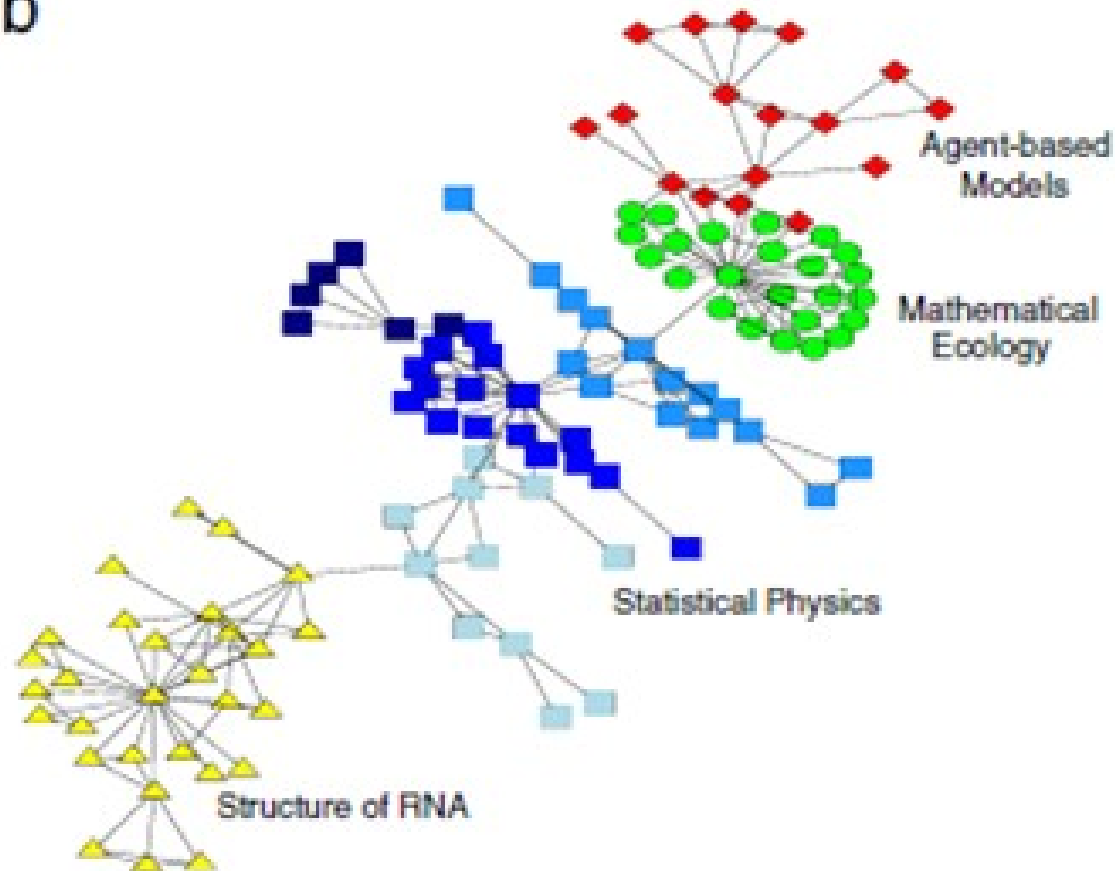 b
Agent-based
Models
Mathematical
Ecology
Statistical Physics
Structure of RNA